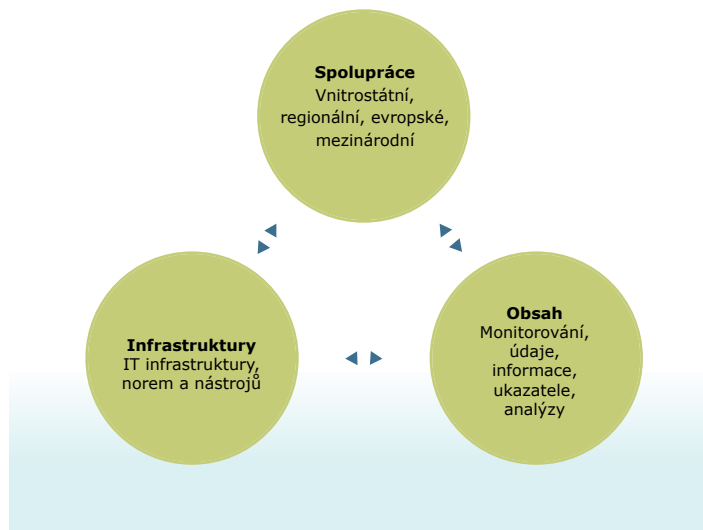 Spolupráce
Vnitrostátní,
regionální, evropské,
mezinárodní
Infrastruktury
IT infrastruktury,
norem a nástrojů
Obsah
Monitorování,
údaje,
informace,
ukazatele,
analýzy